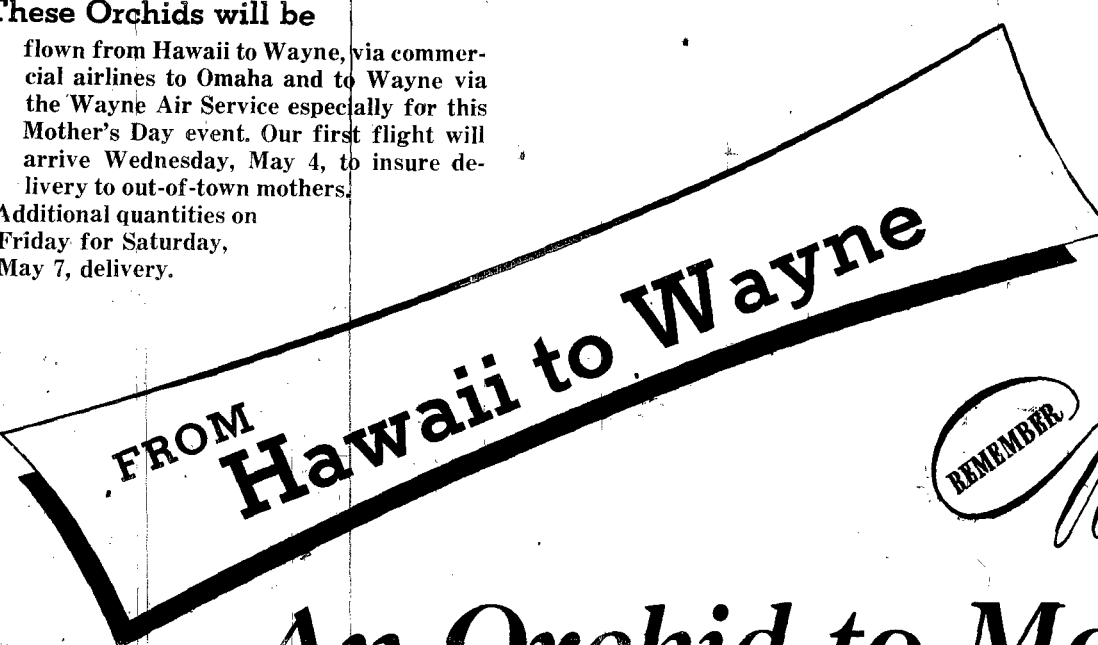 These Orchids will be
flown from Hawaii to Wayne, via commer-
cial airlines to Omaha and to Wayne via
the Wayne Air Service especially for this
Mother's Day event. Our first flight will
arrive Wednesday, May 4, to insure de-
livery to out-of-town mothers.
Additional quantities on
Friday for Saturday,
May 7, delivery.
FROM
Hawaii to Wayne
REMEMBER
An Orchid to